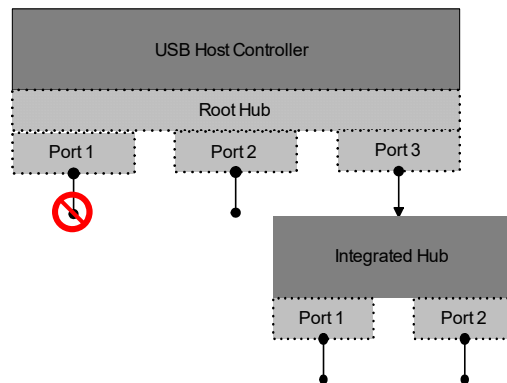 USB Host Controller
Root Hub
Port 1
Port 2
Port 3
Integrated Hub
Port 1
Port 2